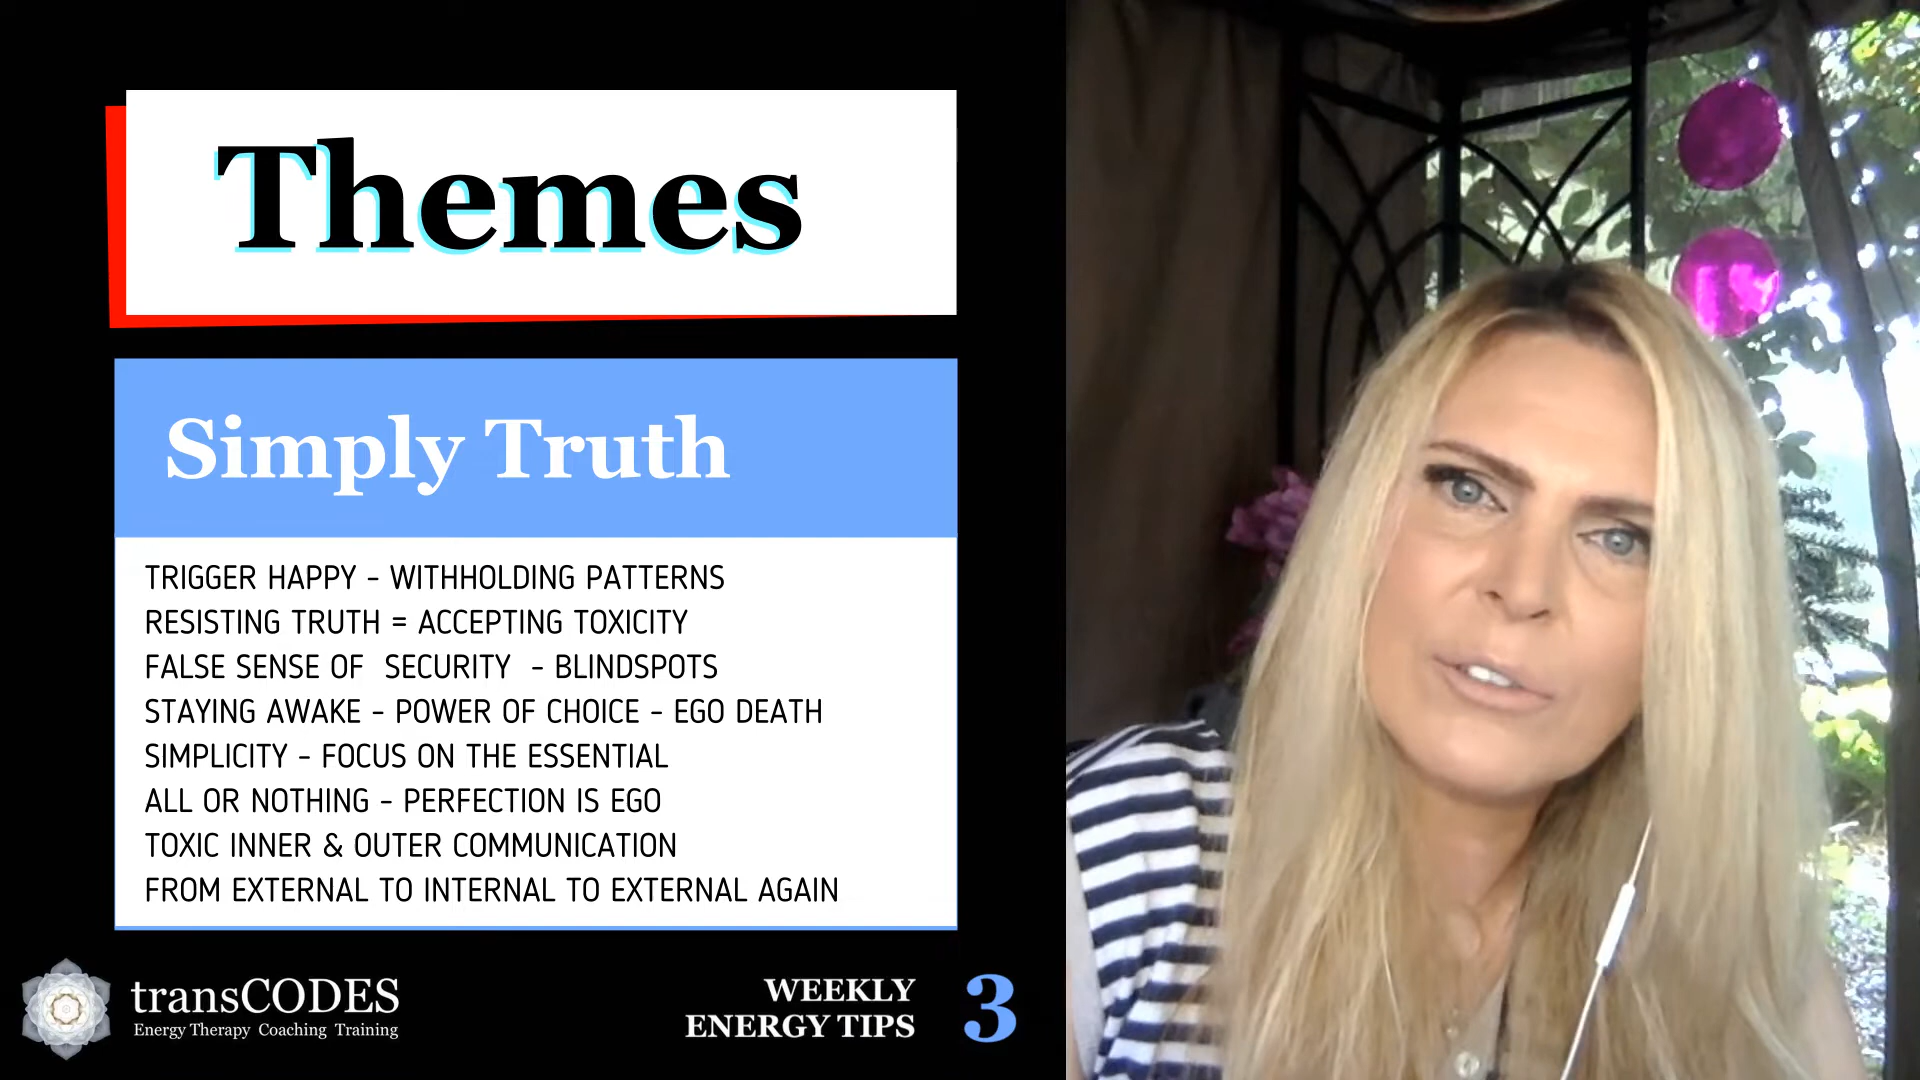 Themes
Simply Truth
TRIGGER HAPPY - WITHHOLDING PATTERNS
RESISTING TRUTH = ACCEPTING TOXICITY
FALSE SENSE OF SECURITY - BLINDSPOTS
STAYING AWAKE - POWER OF CHOICE - EGO DEATH
SIMPLICITY - FOCUS ON THE ESSENTIAL
ALL OR NOTHING - PERFECTION IS EGO
TOXIC INNER & OUTER COMMUNICATION
FROM EXTERNAL TO INTERNAL TO EXTERNAL AGAIN
transCODES
Energy Therapy Coaching Training
WEEKLY
ENERGY TIPS
3